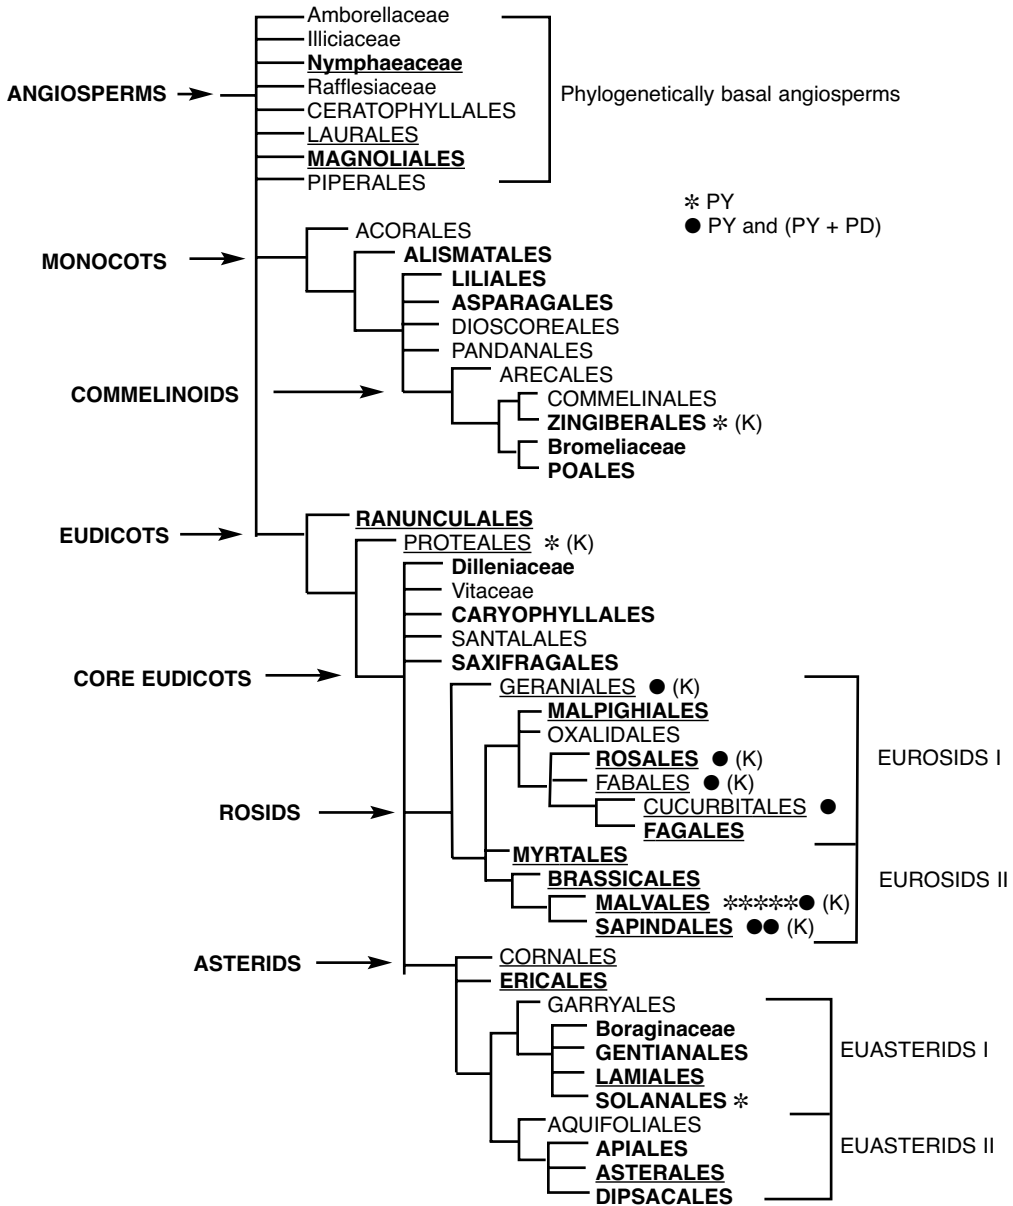 Amborellaceae
Illiciaceae
Nymphaeaceae
ANGIOSPERMS
Rafflesiaceae
Phylogenetically basal angiosperms
CERATOPHYLLALES
LAURALES
MAGNOLIALES
PIPERALES
✻ PY
● PY and (PY + PD)
ACORALES
MONOCOTS
ALISMATALES
LILIALES
ASPARAGALES
DIOSCOREALES
PANDANALES
ARECALES
COMMELINOIDS
COMMELINALES
ZINGIBERALES ✻ (K)
Bromeliaceae
POALES
RANUNCULALES
EUDICOTS
PROTEALES ✻ (K)
Dilleniaceae
Vitaceae
CARYOPHYLLALES
SANTALALES
SAXIFRAGALES
CORE EUDICOTS
GERANIALES ● (K)
MALPIGHIALES
OXALIDALES
ROSALES ● (K)
EUROSIDS I
FABALES ● (K)
CUCURBITALES ●
ROSIDS
FAGALES
MYRTALES
BRASSICALES
EUROSIDS II
MALVALES ✻✻✻✻✻● (K)
SAPINDALES ●● (K)
CORNALES
ASTERIDS
ERICALES
GARRYALES
Boraginaceae
GENTIANALES
EUASTERIDS I
LAMIALES
SOLANALES ✻
AQUIFOLIALES
APIALES
EUASTERIDS II
ASTERALES
DIPSACALES